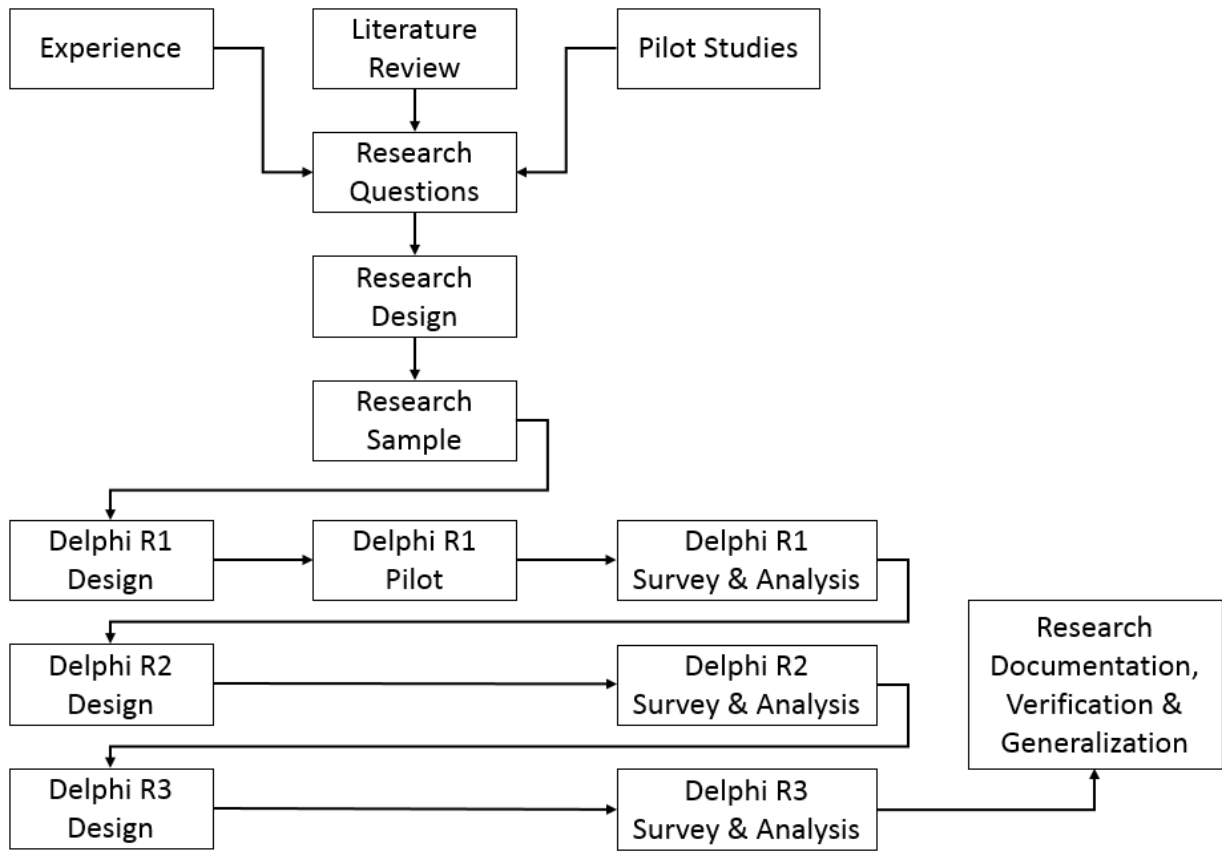 Experience
Literature
Review
Pilot Studies
Research
Questions
Research
Design
Research
Sample
Delphi R1
Design
Delphi R1
Pilot
Delphi R1
Survey & Analysis
Delphi R2
Design
Delphi R2
Survey & Analysis
Delphi R3
Design
Delphi R3
Survey & Analysis
Research
Documentation,
Verification &
Generalization